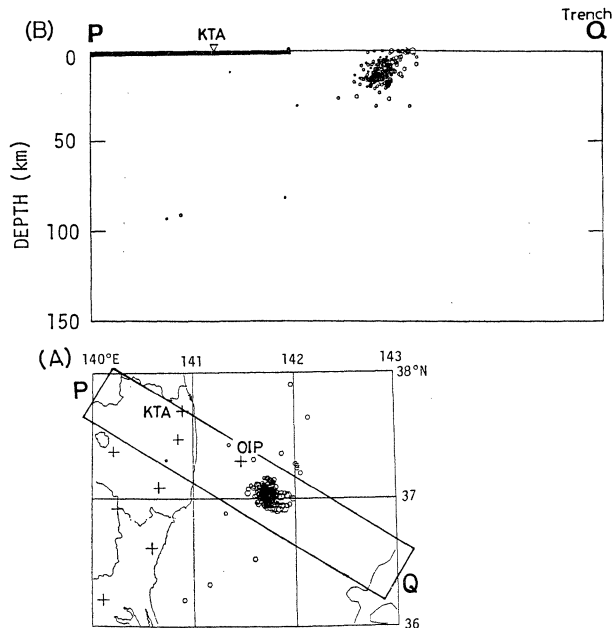 (B)
P
KTA
Trench
Q
0
50
100
150
DEPTH (km)
(A)
140°E
141
142
143
P
38°N
KTA
OIP
37
Q
36